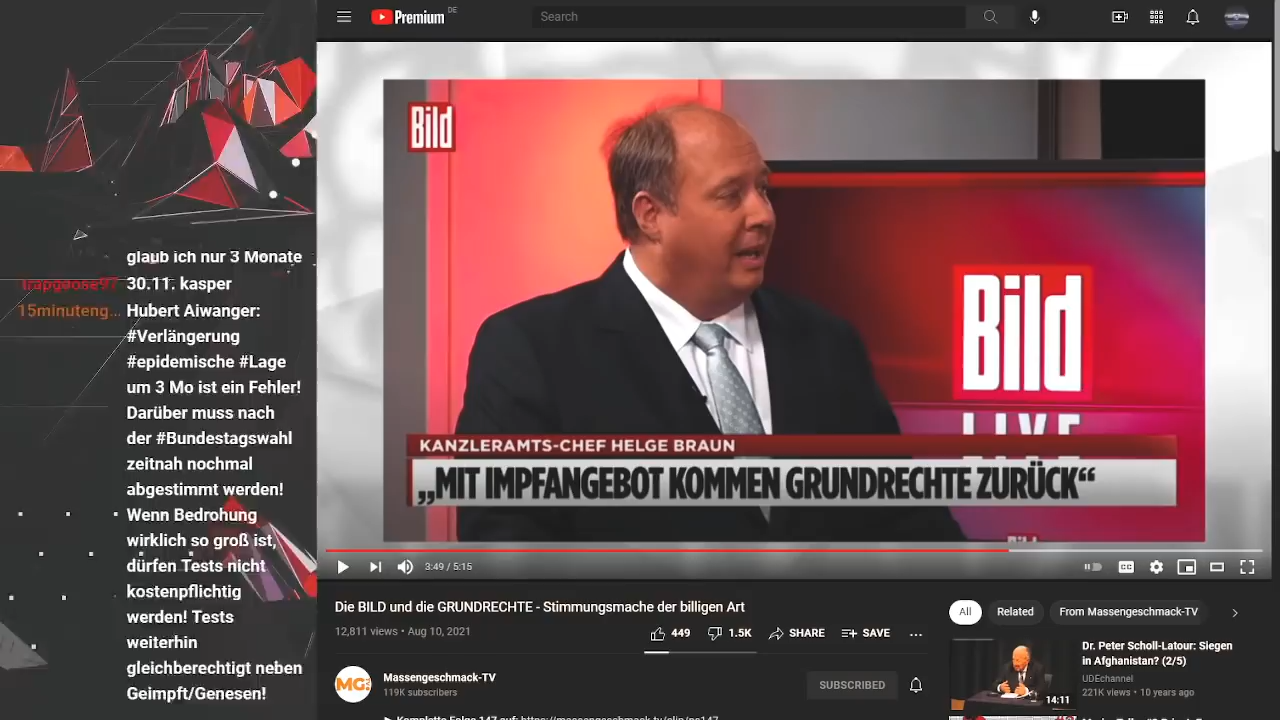 Premium
DE
Search
Bild
Bild
LIVE
KANZLERAMTS-CHEF HELGE BRAUN
„MIT IMPFANGEBOT KOMMEN GRUNDRECHTE ZURÜCK“
3:49 / 5:15
CC
Die BILD und die GRUNDRECHTE - Stimmungsmache der billigen Art
12,811 views • Aug 10, 2021
449
1.5K
SHARE
SAVE
MG.
Massengeschmack-TV
119K subscribers
SUBSCRIBED
All
Related
From Massengeschmack-TV
14:11
Dr. Peter Scholl-Latour: Siegen
in Afghanistan? (2/5)
UDEchannel
221K views • 10 years ago
glaub ich nur 3 Monate
30.11. kasper
15minuteng...
Hubert Aiwanger:
#Verlängerung
#epidemische #Lage
um 3 Mo ist ein Fehler!
Darüber muss nach
der #Bundestagswahl
zeitnah nochmal
abgestimmt werden!
Wenn Bedrohung
wirklich so groß ist,
dürfen Tests nicht
kostenpflichtig
werden! Tests
weiterhin
gleichberechtigt neben
Geimpft/Genesen!